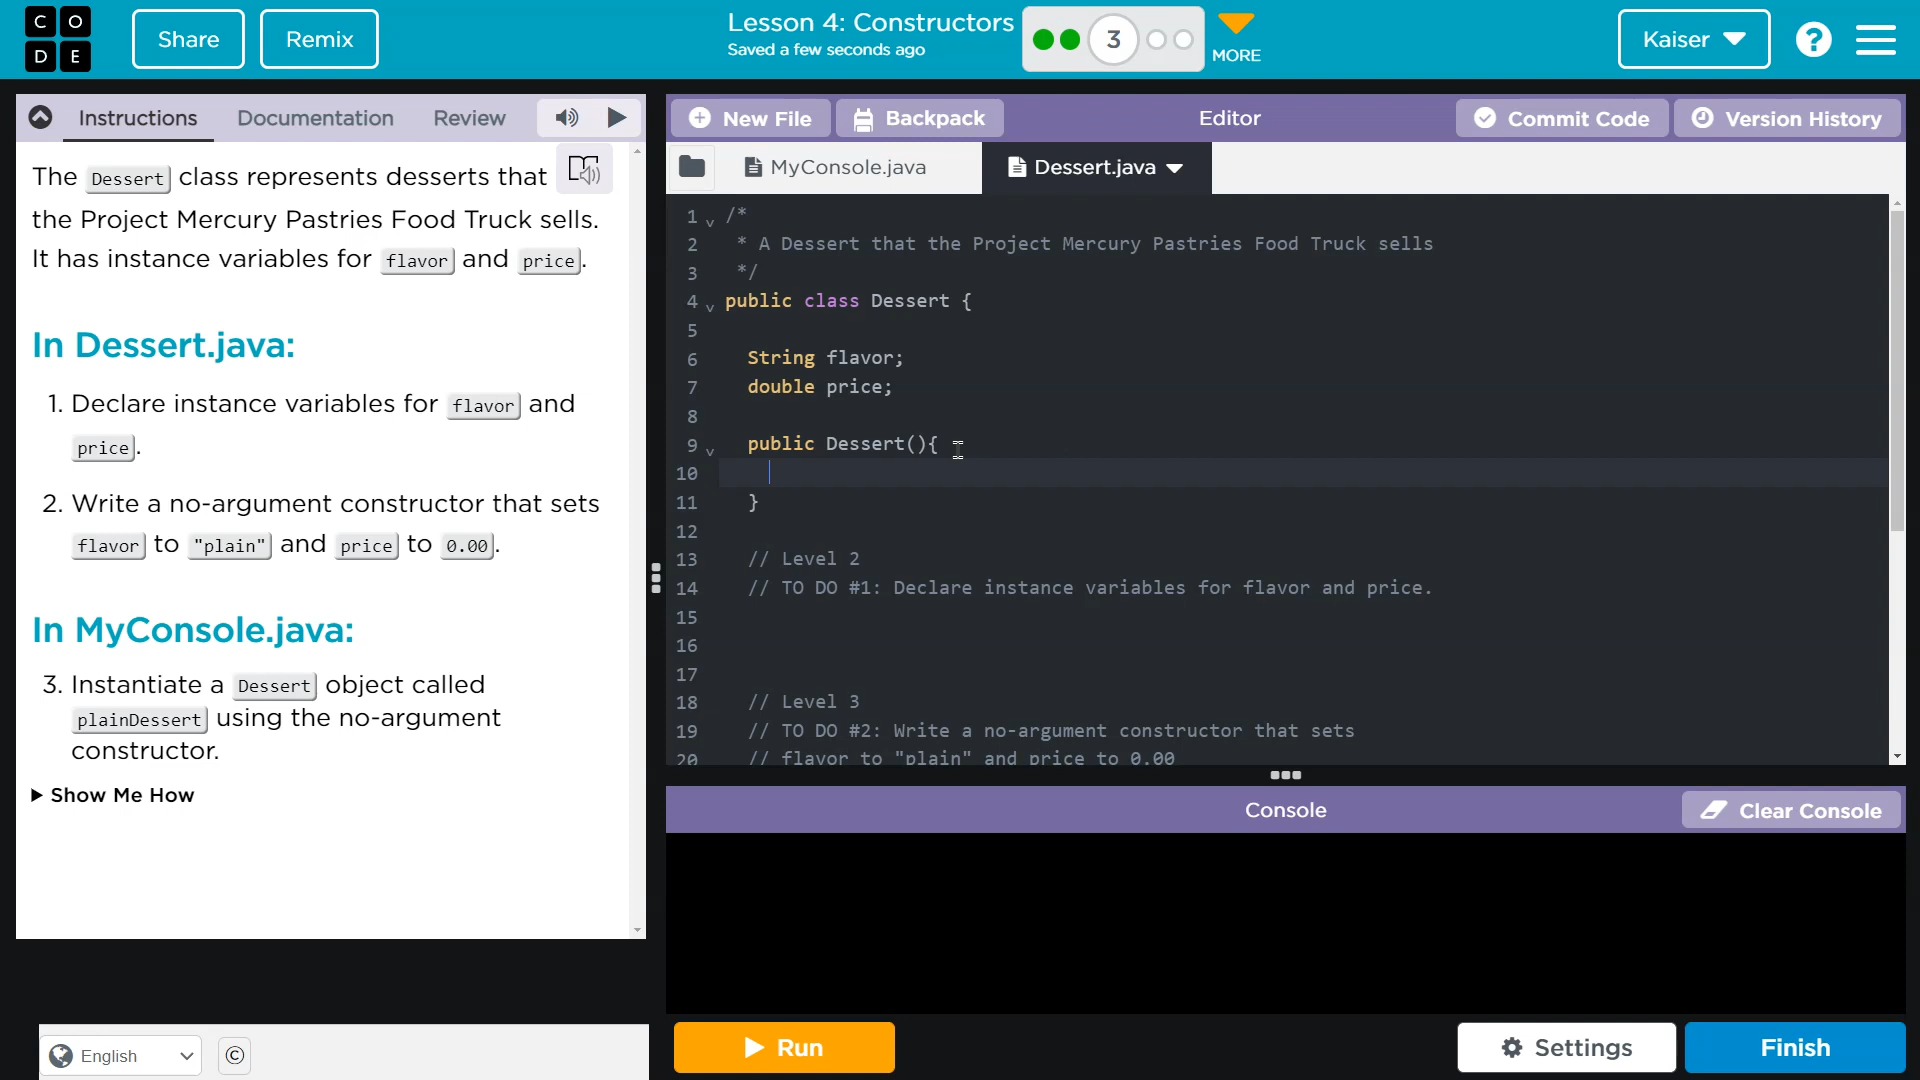 C O
D E
Share
Remix
Lesson 4: Constructors
Saved a few seconds ago
3
MORE
Kaiser
?
Instructions
Documentation
Review
New File
Backpack
Editor
Commit Code
Version History
MyConsole.java
Dessert.java
The Dessert class represents desserts that
the Project Mercury Pastries Food Truck sells.
It has instance variables for flavor and price.
In Dessert.java:
1. Declare instance variables for flavor and
price.
2. Write a no-argument constructor that sets
flavor to "plain" and price to 0.00.
In MyConsole.java:
3. Instantiate a Dessert object called
plainDessert using the no-argument
constructor.
Show Me How
1 /*
2 * A Dessert that the Project Mercury Pastries Food Truck sells
3 */
4 public class Dessert {
5
6 String flavor;
7 double price;
8
9 public Dessert(){
10
11 }
12
13 // Level 2
14 // TO DO #1: Declare instance variables for flavor and price.
15
16
17
18 // Level 3
19 // TO DO #2: Write a no-argument constructor that sets
20 // flavor to "plain" and price to 0.00
Console
Clear Console
English
©
Run
Settings
Finish